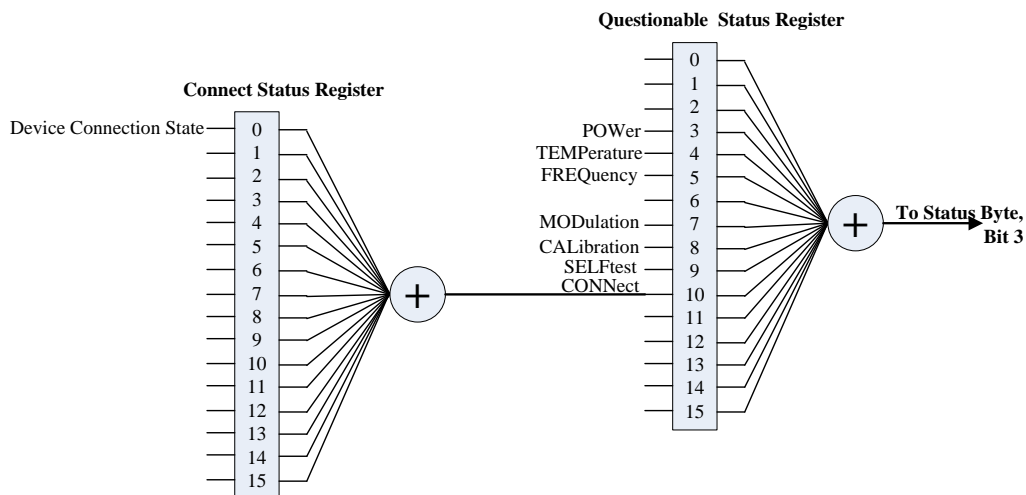 Questionable Status Register
Connect Status Register
Device Connection State
0
1
2
3
4
5
6
7
8
9
10
11
12
13
14
15
POWer
TEMPerature
FREQuency
MODulation
CALibration
SELFtest
CONNect
0
1
2
3
4
5
6
7
8
9
10
11
12
13
14
15
+
+
To Status Byte,
Bit 3